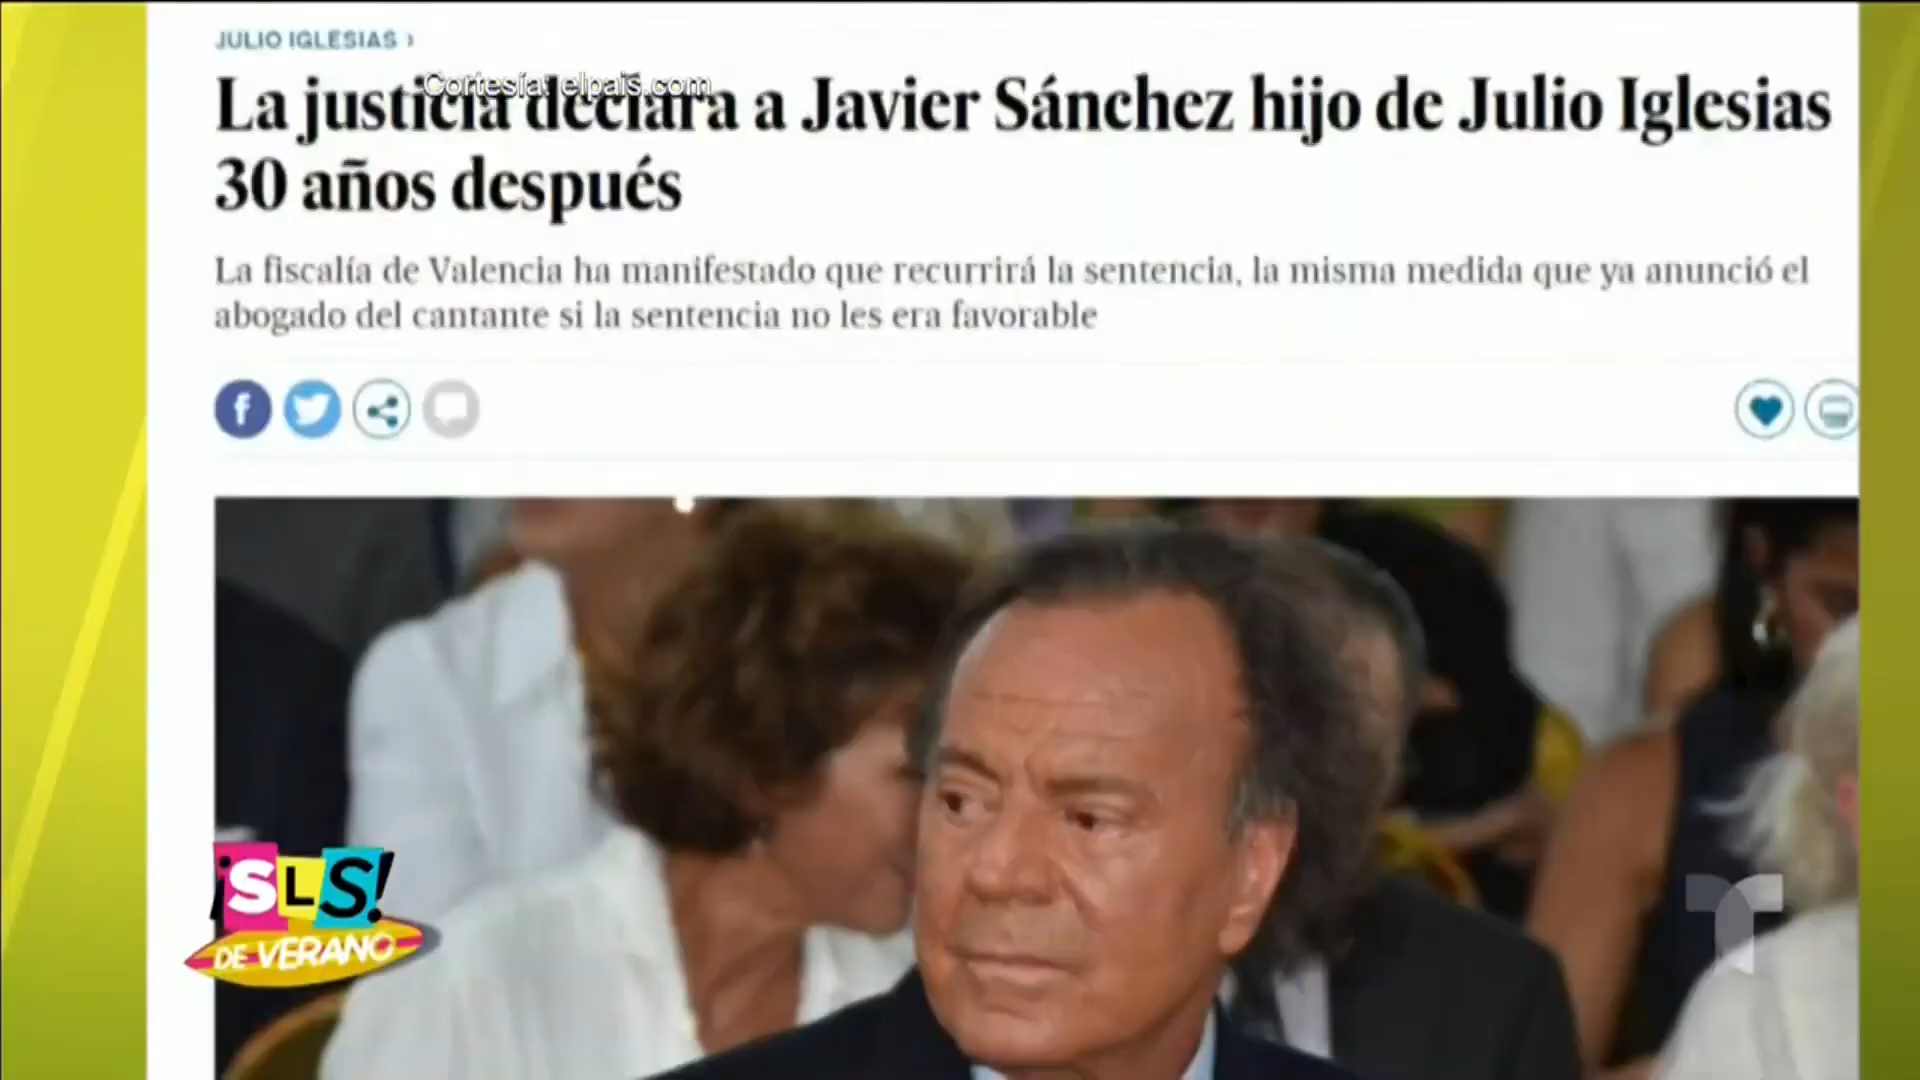 JULIO IGLESIAS ›
Cortesía: elpais.com
La justicia declara a Javier Sánchez hijo de Julio Iglesias
30 años después
La fiscalía de Valencia ha manifestado que recurrirá la sentencia, la misma medida que ya anunció el
abogado del cantante si la sentencia no les era favorable
f
¡SLS!
DE VERANO
T